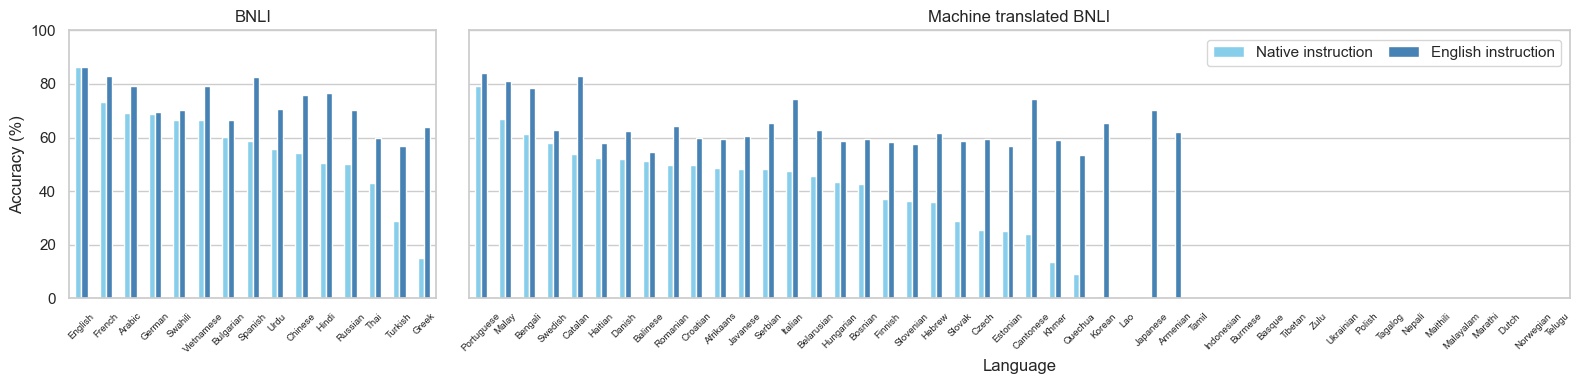 BNLI
Machine translated BNLI
Native instruction
English instruction
Accuracy (%)
100
80
60
40
20
0
English
French
Arabic
German
Swahili
Vietnamese
Bulgarian
Spanish
Urdu
Chinese
Hindi
Russian
Thai
Turkish
Greek
Portuguese
Malay
Bengali
Swedish
Catalan
Haitian
Danish
Balinese
Romanian
Croatian
Afrikaans
Javanese
Serbian
Italian
Belarusian
Hungarian
Bosnian
Finnish
Slovenian
Hebrew
Slovak
Czech
Estonian
Cantonese
Khmer
Quechua
Korean
Lao
Japanese
Armenian
Tamil
Indonesian
Burmese
Basque
Tibetan
Zulu
Ukrainian
Polish
Tagalog
Nepali
Maithili
Malayalam
Marathi
Dutch
Norwegian
Telugu
Language